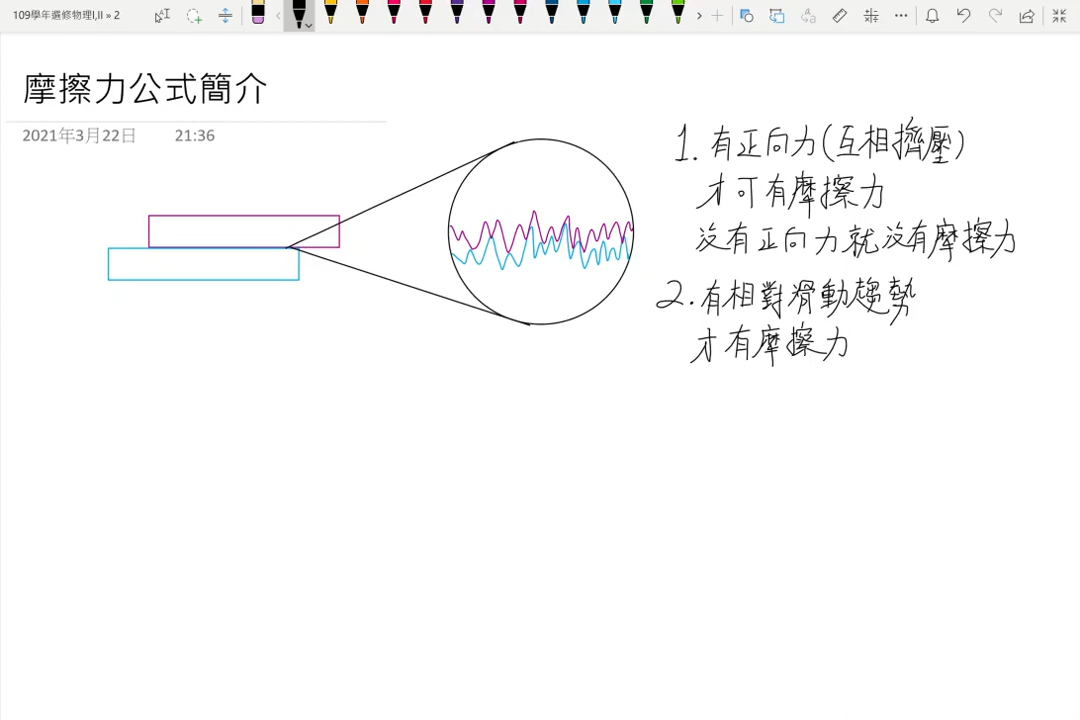 109學年選修物理I,II » 2
摩擦力公式簡介
2021年3月22日 21:36
1. 有正向力(互相擠壓)
才可有摩擦力
沒有正向力就沒有摩擦力
2. 有相對滑動趨勢
才有摩擦力